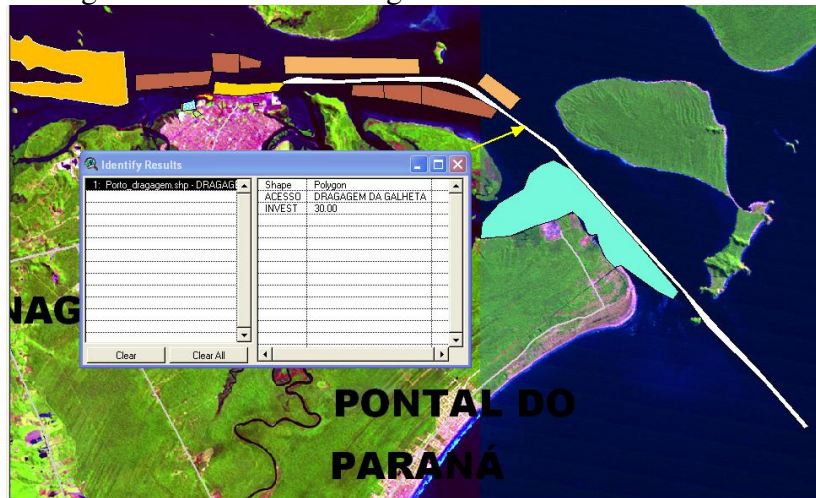 Identify Results
1: Porto_dragagem.shp - DRAGAGE
Shape Polygon
ACESSO DRAGAGEM DA GALHETA
INVEST 30.00
Clear Clear All
NAG
PONTAL DO
PARANÁ